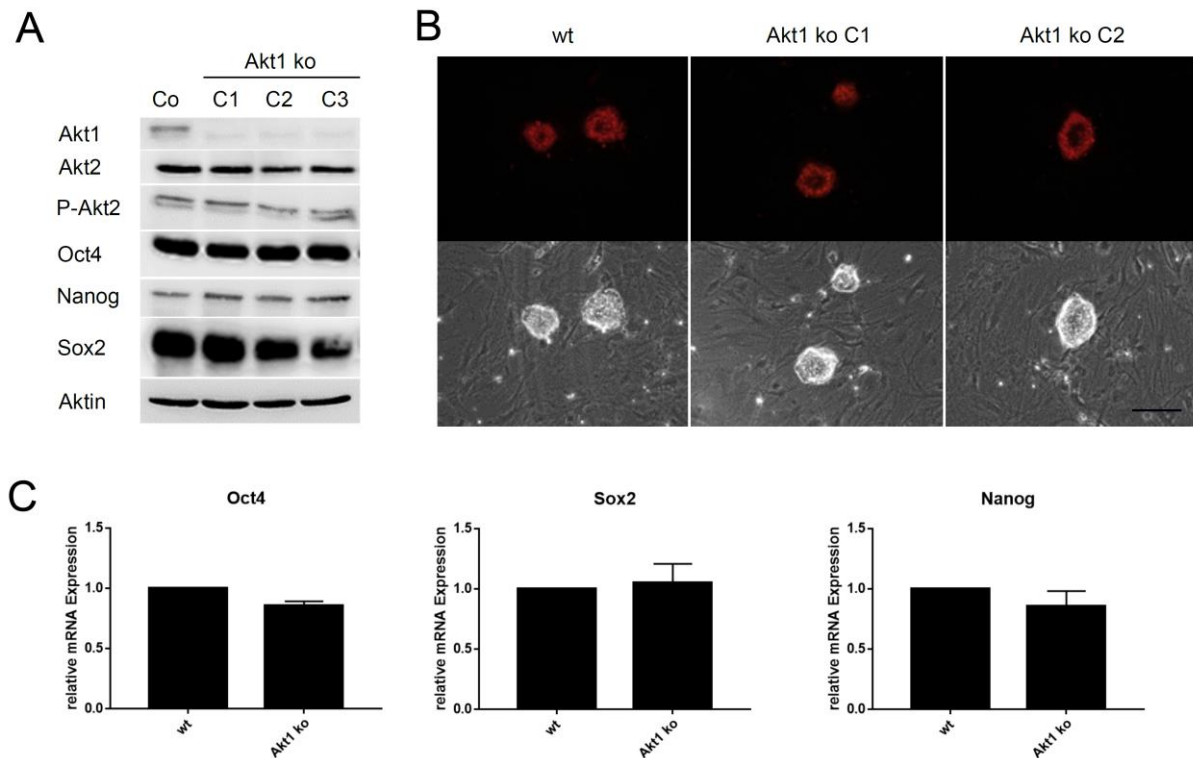 A
Akt1 ko
Co C1 C2 C3
Akt1
Akt2
P-Akt2
Oct4
Nanog
Sox2
Aktin
B
wt Akt1 ko C1 Akt1 ko C2
C
Oct4
relative mRNA Expression
1.5
1.0
0.5
0.0
wt
Akt1 ko
Sox2
relative mRNA Expression
1.5
1.0
0.5
0.0
wt
Akt1 ko
Nanog
relative mRNA Expression
1.5
1.0
0.5
0.0
wt
Akt1 ko